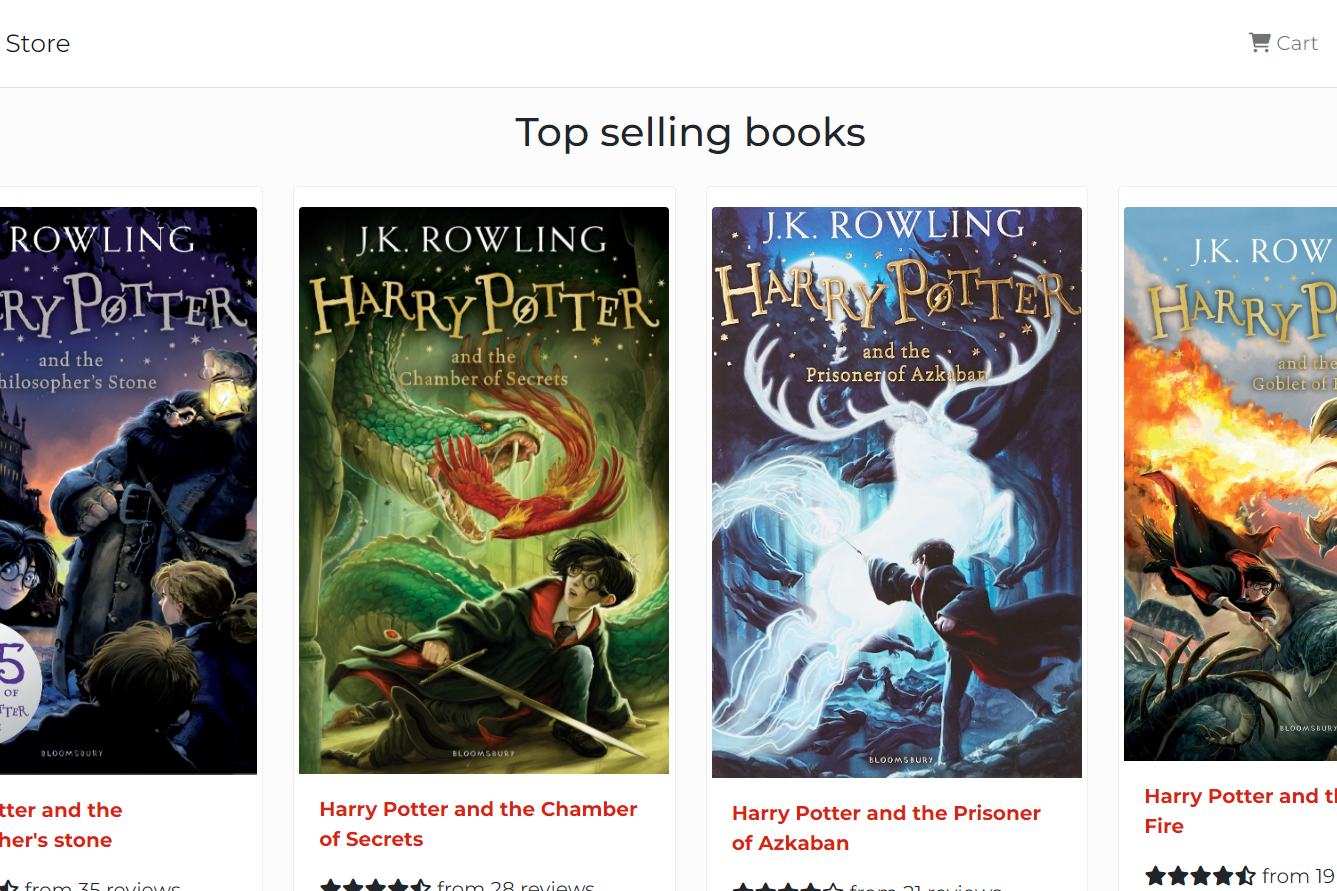 Store
Cart
Top selling books
ROWLING
RY POTTER
and the
hilosopher's Stone
5
OF
TTER
BLOOMSBURY
tter and the
her's stone
from 35 reviews
J.K. ROWLING
HARRY POTTER
and the
Chamber of Secrets
BLOOMSBURY
Harry Potter and the Chamber
of Secrets
from 28 reviews
J.K. ROWLING
HARRY POTTER
and the
Prisoner of Azkaban
BLOOMSBURY
Harry Potter and the Prisoner
of Azkaban
from 21 reviews
J.K. ROW
HARRY P
and the
Goblet of
BLOOMSBURY
Harry Potter and t
Fire
from 19